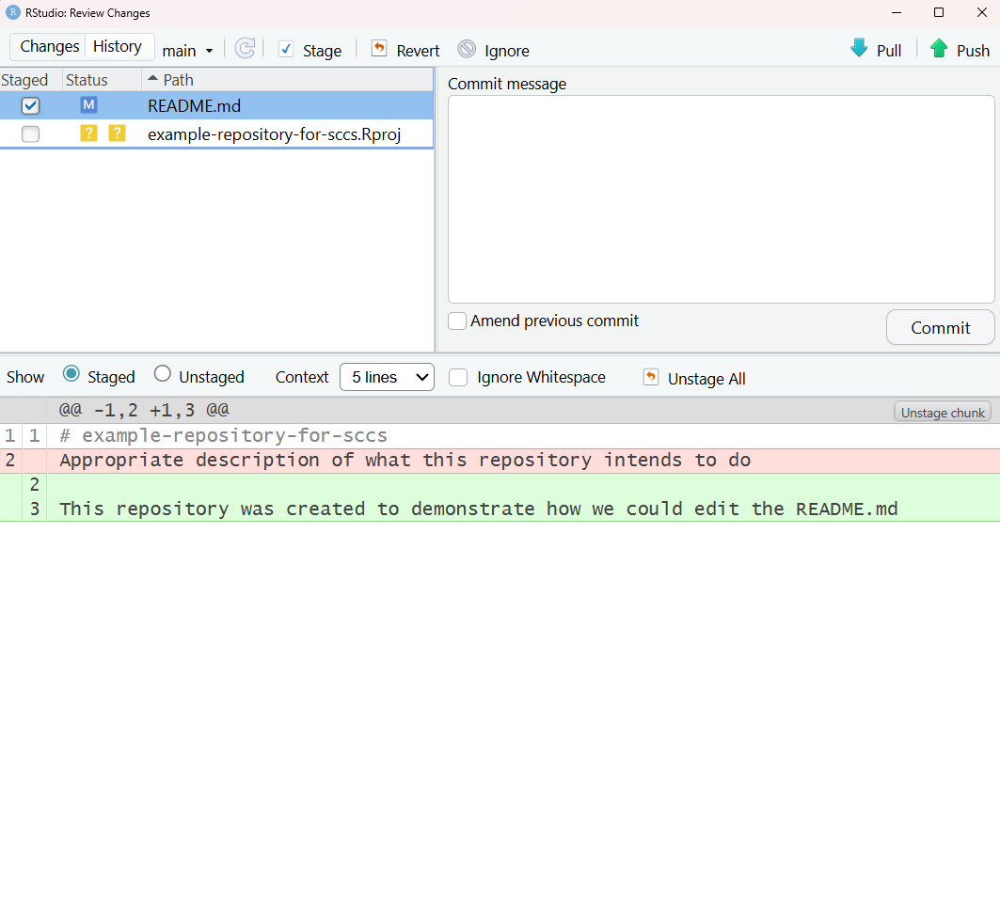 R RStudio: Review Changes
Changes History main Stage Revert Ignore Pull Push
Staged Status Path
M README.md
? ? example-repository-for-sccs.Rproj
Commit message
Amend previous commit
Commit
Show Staged Unstaged Context 5 lines Ignore Whitespace Unstage All
@@ -1,2 +1,3 @@ Unstage chunk
1 1 # example-repository-for-sccs
2 Appropriate description of what this repository intends to do
2
3 This repository was created to demonstrate how we could edit the README.md